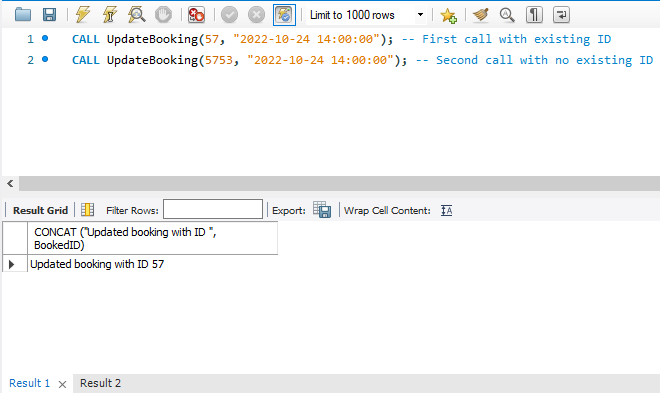 Limit to 1000 rows
1 CALL UpdateBooking(57, "2022-10-24 14:00:00"); -- First call with existing ID
2 CALL UpdateBooking(5753, "2022-10-24 14:00:00"); -- Second call with no existing ID
Result Grid Filter Rows: Export: Wrap Cell Content:
CONCAT ("Updated booking with ID ",
BookedID)
Updated booking with ID 57
Result 1 × Result 2